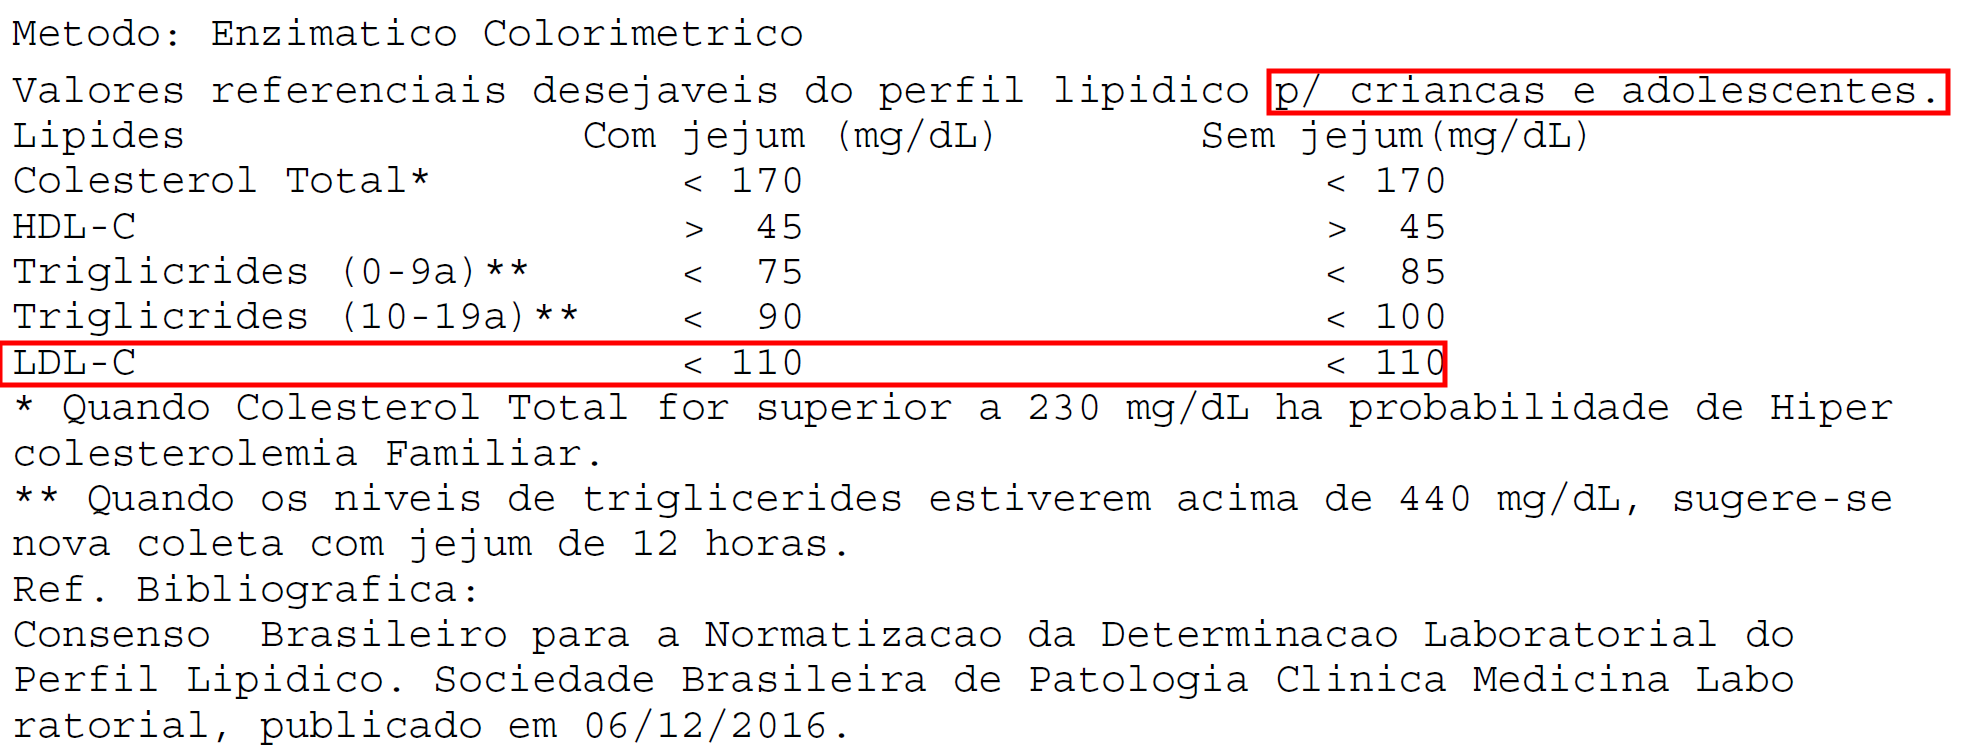 Metodo: Enzimatico Colorimetrico
Valores referenciais desejaveis do perfil lipidico p/ criancas e adolescentes.
Lipides Com jejum (mg/dL) Sem jejum(mg/dL)
Colesterol Total* < 170 < 170
HDL-C > 45 > 45
Triglicrides (0-9a)** < 75 < 85
Triglicrides (10-19a)** < 90 < 100
LDL-C < 110 < 110
* Quando Colesterol Total for superior a 230 mg/dL ha probabilidade de Hiper
colesterolemia Familiar.
** Quando os niveis de triglicerides estiverem acima de 440 mg/dL, sugere-se
nova coleta com jejum de 12 horas.
Ref. Bibliografica:
Consenso  Brasileiro para a Normatizacao da Determinacao Laboratorial do
Perfil Lipidico. Sociedade Brasileira de Patologia Clinica Medicina Labo
ratorial, publicado em 06/12/2016.